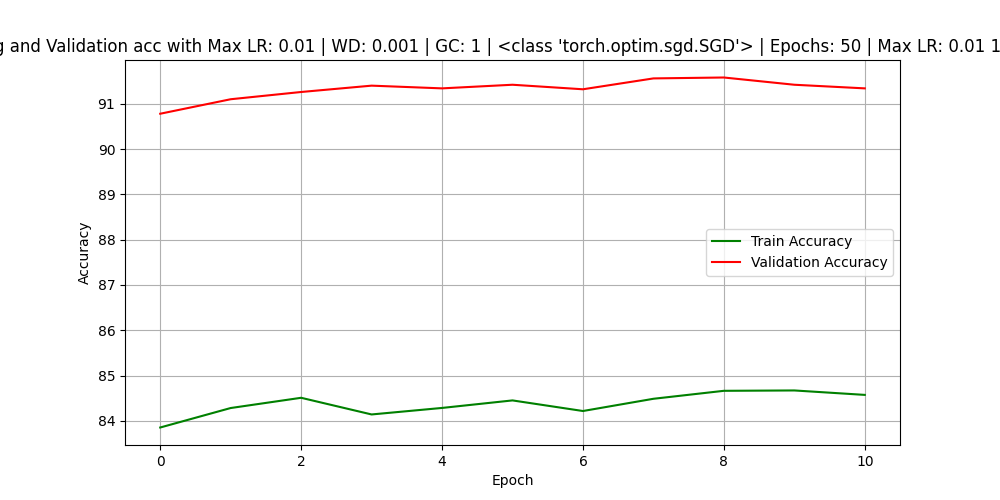 and Validation acc with Max LR: 0.01 | WD: 0.001 | GC: 1 | <class 'torch.optim.sgd.SGD'> | Epochs: 50 | Max LR: 0.01 1
91
90
89
88
87
86
85
84
Accuracy
Train Accuracy
Validation Accuracy
0 2 4 6 8 10
Epoch